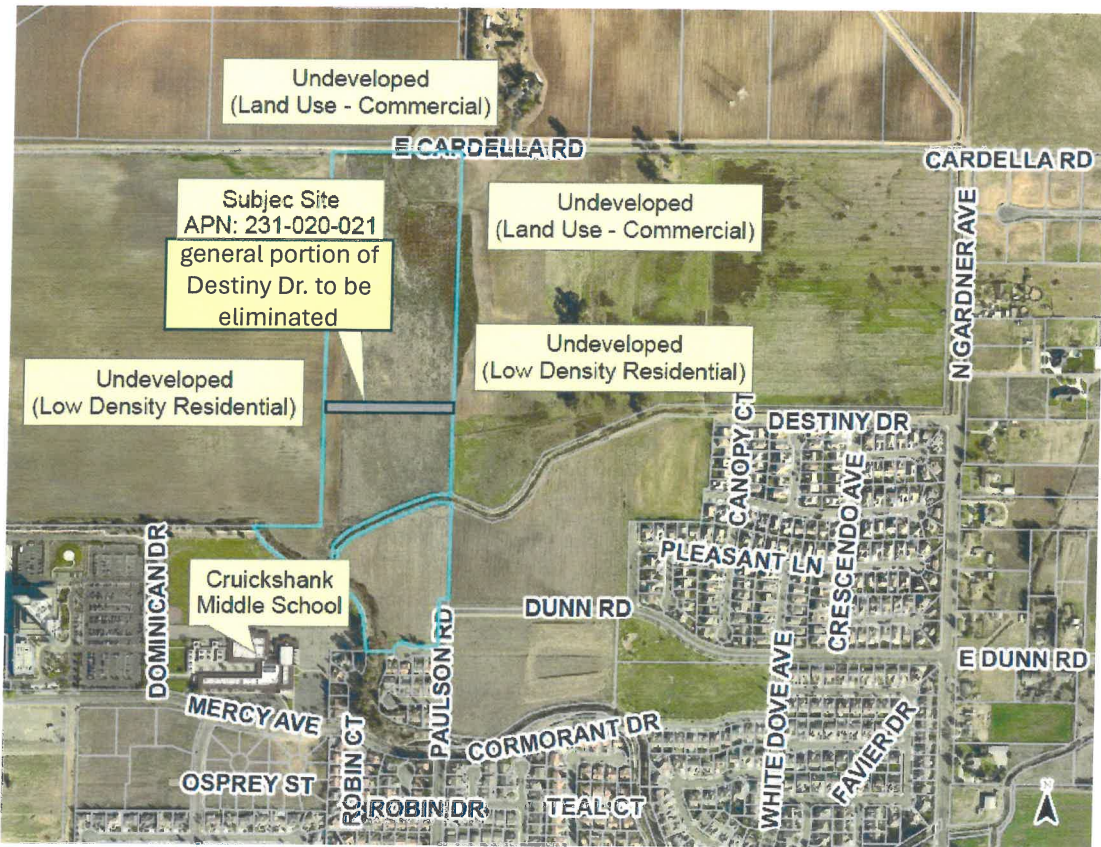 Undeveloped
(Land Use - Commercial)
E CARDELLA RD
CARDELLA RD
Subjec Site
APN: 231-020-021
general portion of
Destiny Dr. to be
eliminated
Undeveloped
(Land Use - Commercial)
N GARDNER AVE
Undeveloped
(Low Density Residential)
Undeveloped
(Low Density Residential)
DESTINY DR
CANOPY CT
CRESCENDO AVE
PLEASANT LN
DOMINICAN DR
Cruickshank
Middle School
DUNN RD
PAULSON RD
E DUNN RD
MERCY AVE
ROBIN CT
CORMORANT DR
WHITE DOVE AVE
FAVIER DR
OSPREY ST
ROBIN DR
TEAL CT
N